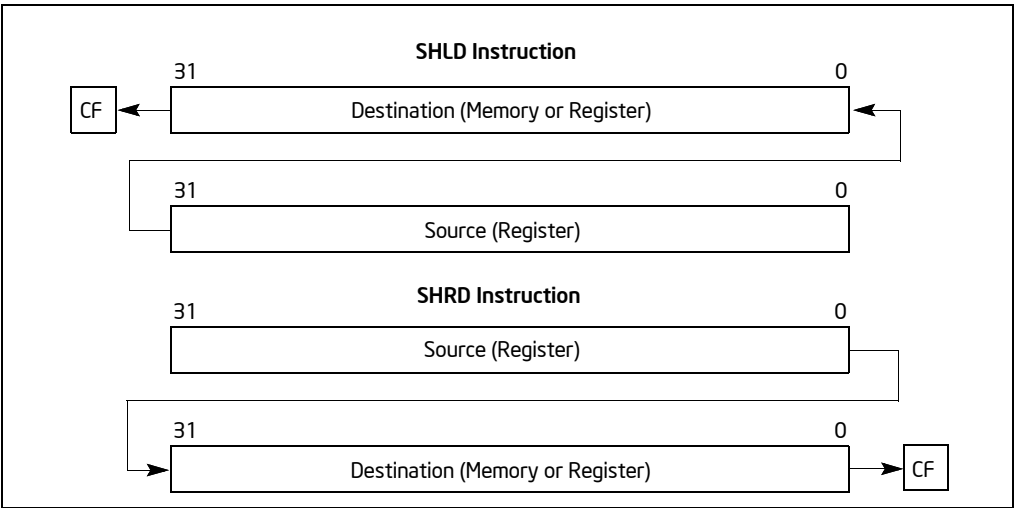 SHLD Instruction
31 0
CF Destination (Memory or Register)
31 0
Source (Register)
SHRD Instruction
31 0
Source (Register)
31 0
Destination (Memory or Register) CF